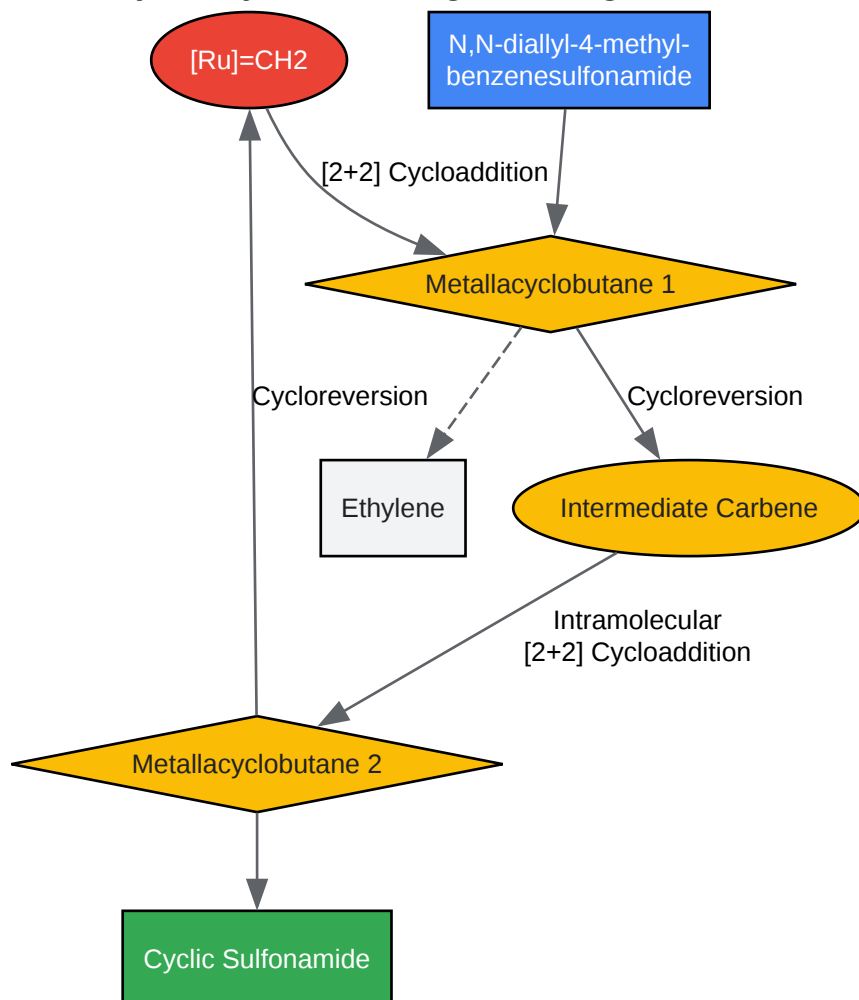 [Ru]=CH2
N,N-diallyl-4-methyl-
benzenesulfonamide
[2+2] Cycloaddition
Metallacyclobutane 1
Cycloreversion
Cycloreversion
Ethylene
Intermediate Carbene
Intramolecular
[2+2] Cycloaddition
Metallacyclobutane 2
Cyclic Sulfonamide